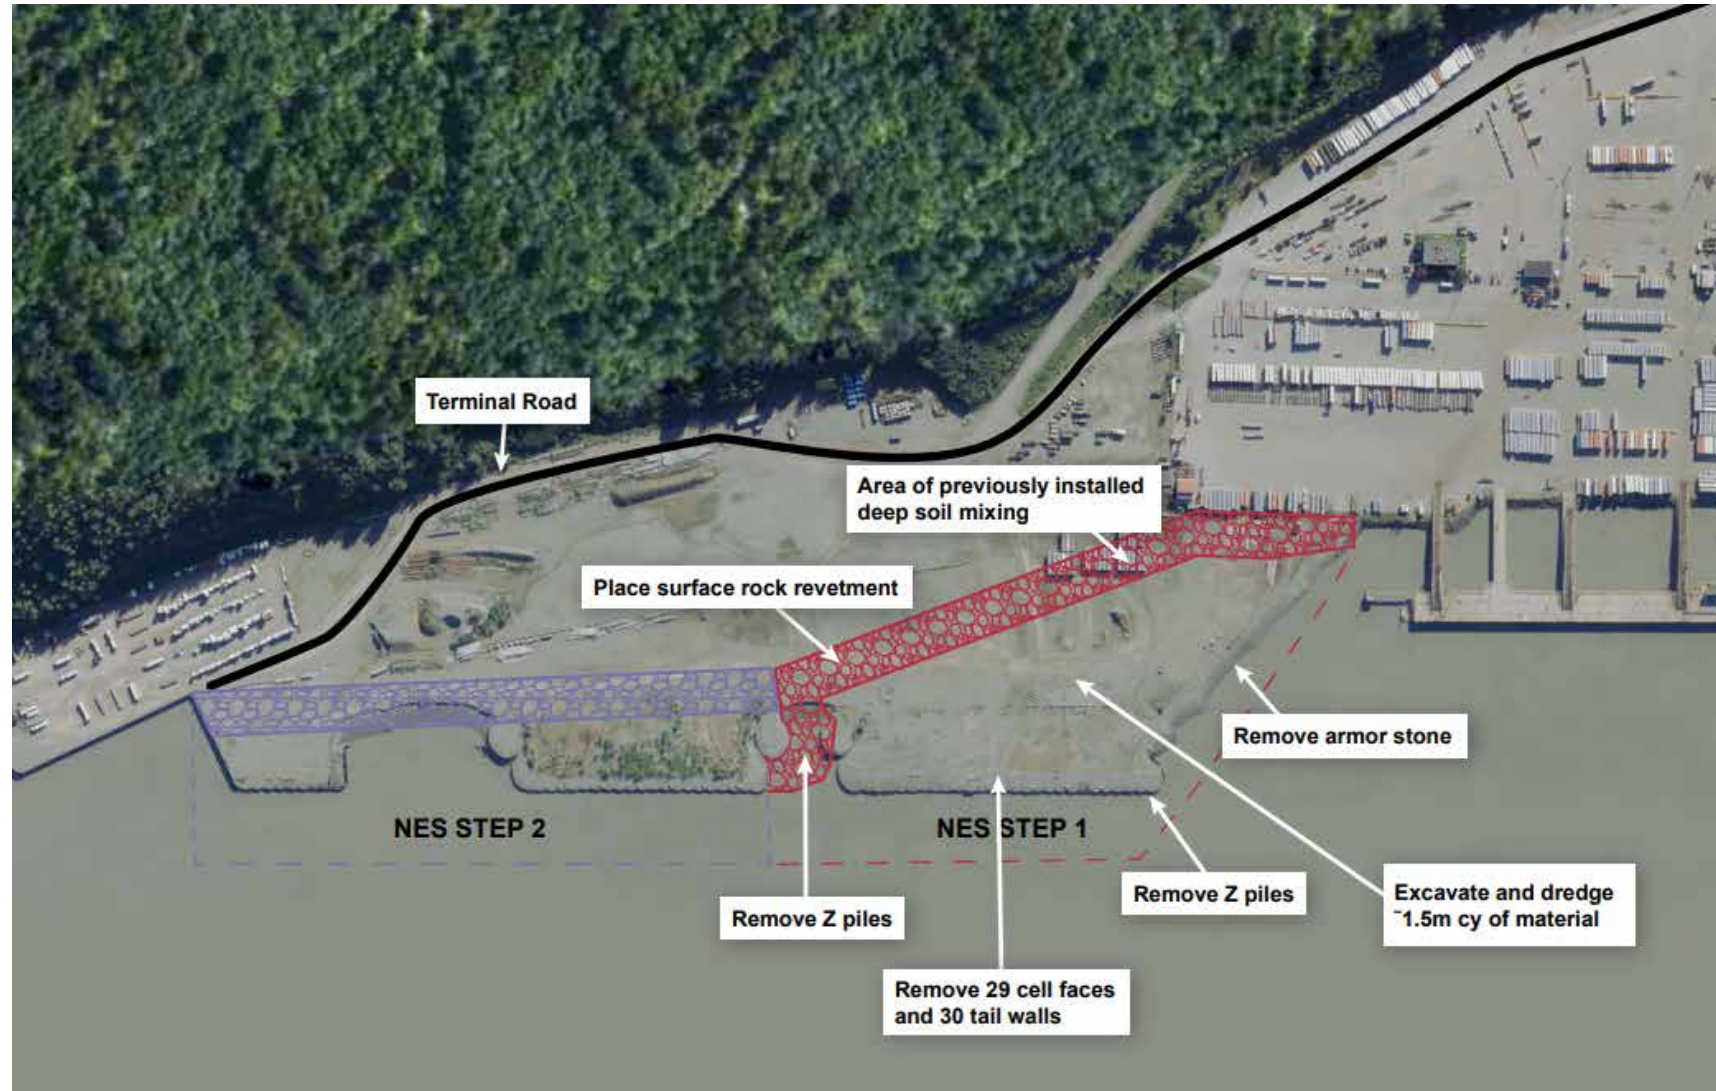 Terminal Road
Area of previously installed
deep soil mixing
Place surface rock revetment
Remove armor stone
NES STEP 2
NES STEP 1
Remove Z piles
Remove Z piles
Excavate and dredge
~1.5m cy of material
Remove 29 cell faces
and 30 tail walls